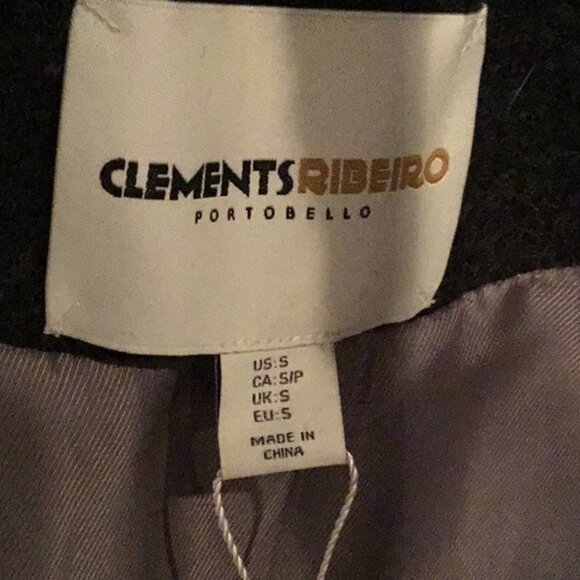 CLEMENTSRIBEIRO
PORTOBELLO
US:S
CA:S/P
UK:S
EU:S
MADE IN
CHINA